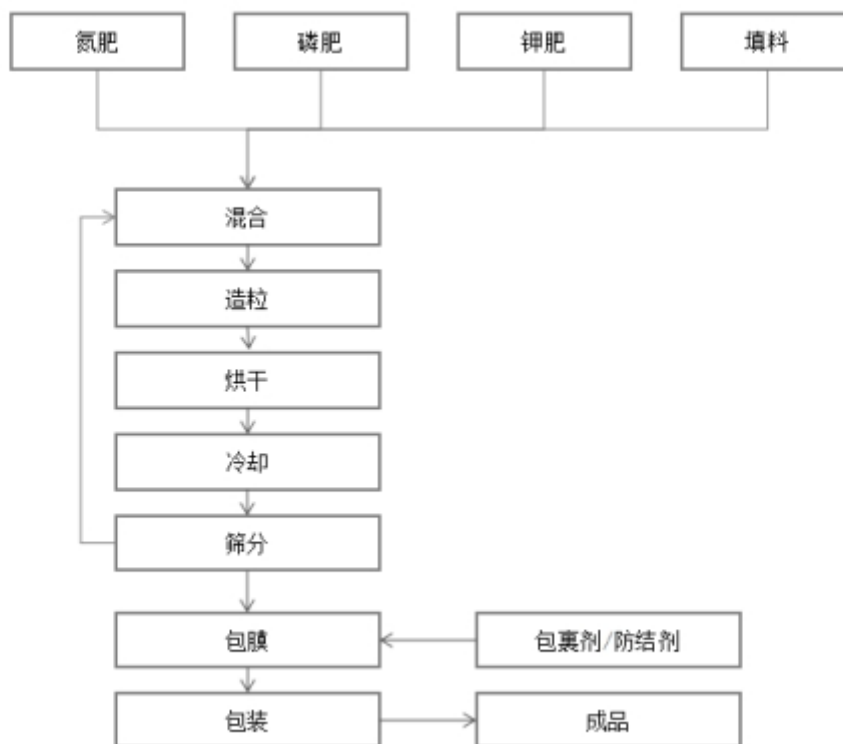 氮肥
磷肥
钾肥
填料
混合
造粒
烘干
冷却
筛分
包膜
包裹剂/防结剂
包装
成品